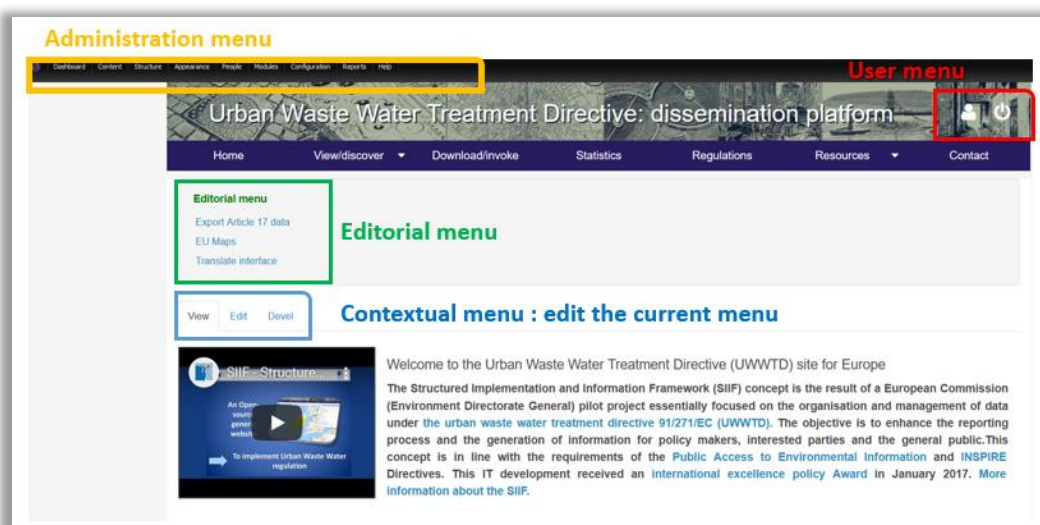 Administration menu
Dashboard Content Structure Appearance People Modules Configuration Reports Help
User menu
Urban Waste Water Treatment Directive: dissemination platform
Home View/discover Download/invoke Statistics Regulations Resources Contact
Editorial menu
Export Article 17 data
EU Maps
Translate interface
Editorial menu
View Edit Devel
Contextual menu : edit the current menu
SIIF - Structure...
An Open
source
gener
websit
To implement Urban Waste Water
regulation
Welcome to the Urban Waste Water Treatment Directive (UWWTD) site for Europe
The Structured Implementation and Information Framework (SIIF) concept is the result of a European Commission
(Environment Directorate General) pilot project essentially focused on the organisation and management of data
under the urban waste water treatment directive 91/271/EC (UWWTD). The objective is to enhance the reporting
process and the generation of information for policy makers, interested parties and the general public.This
concept is in line with the requirements of the Public Access to Environmental Information and INSPIRE
Directives. This IT development received an international excellence policy Award in January 2017. More
information about the SIIF.